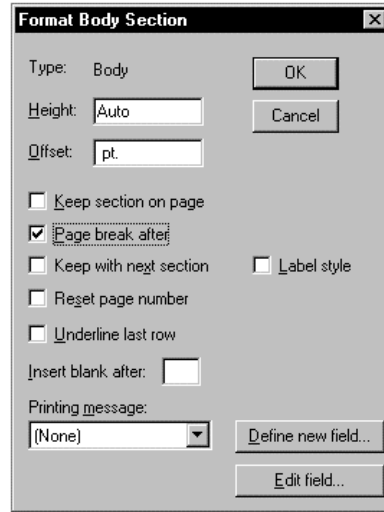 Format Body Section
Type: Body
OK
Height: Auto
Cancel
Offset: pt.
Keep section on page
Page break after
Keep with next section
Label style
Reset page number
Underline last row
Insert blank after:
Printing message:
(None)
Define new field...
Edit field...